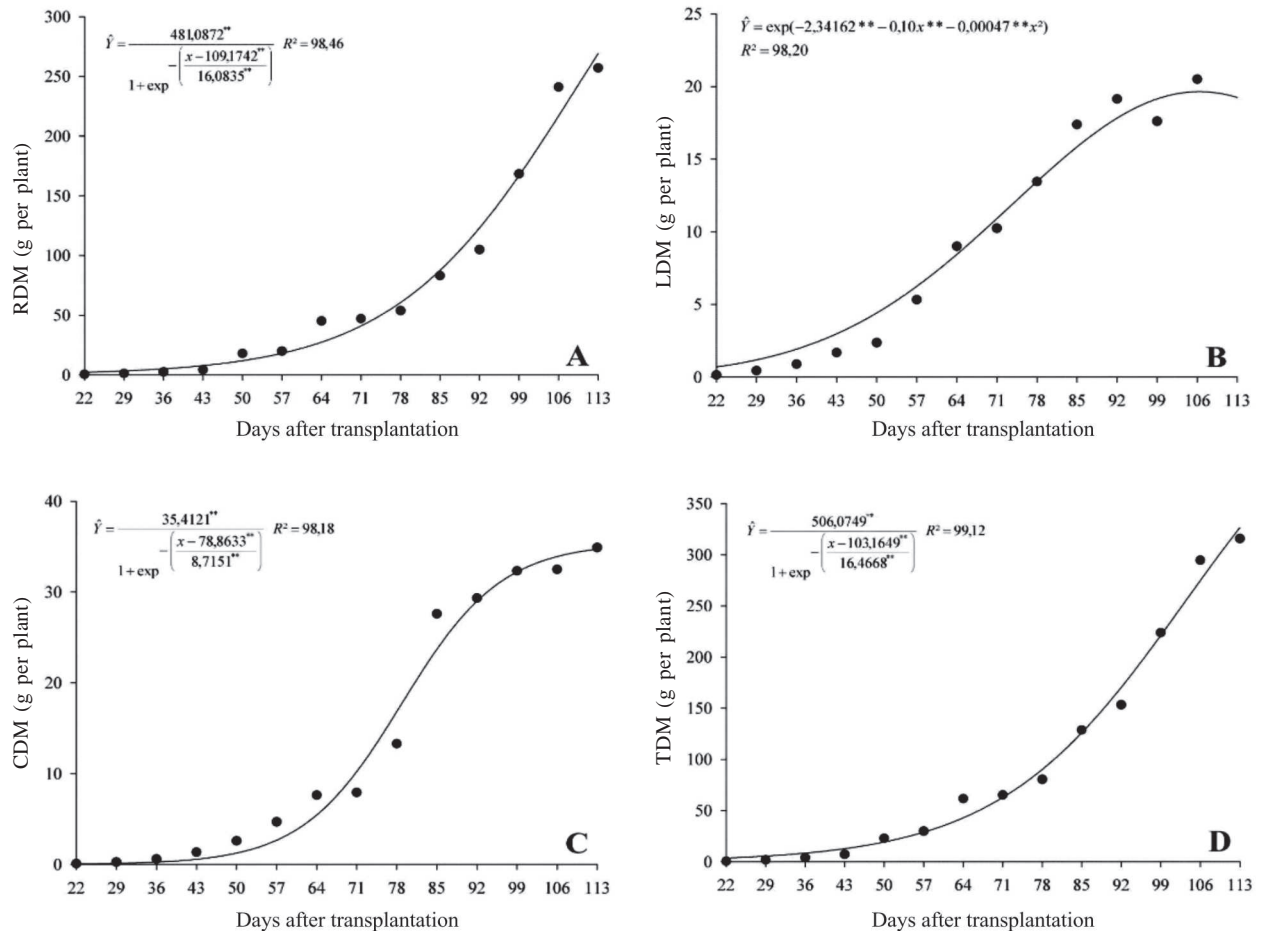 300
250
200
150
100
50
0
RDM (g per plant)
Ŷ = 481,0872** / 1+exp −((x−109,1742**)/16,0835**) R² = 98,46
A
22 29 36 43 50 57 64 71 78 85 92 99 106 113
Days after transplantation
25
20
15
10
5
0
LDM (g per plant)
Ŷ = exp(−2,34162** − 0,10x** − 0,00047**x²)
R² = 98,20
B
22 29 36 43 50 57 64 71 78 85 92 99 106 113
Days after transplantation
40
30
20
10
0
CDM (g per plant)
Ŷ = 35,4121** / 1+exp −((x−78,8633**)/8,7151**) R² = 98,18
C
22 29 36 43 50 57 64 71 78 85 92 99 106 113
Days after transplantation
350
300
250
200
150
100
50
0
TDM (g per plant)
Ŷ = 506,0749** / 1+exp −((x−103,1649**)/16,4668**) R² = 99,12
D
22 29 36 43 50 57 64 71 78 85 92 99 106 113
Days after transplantation